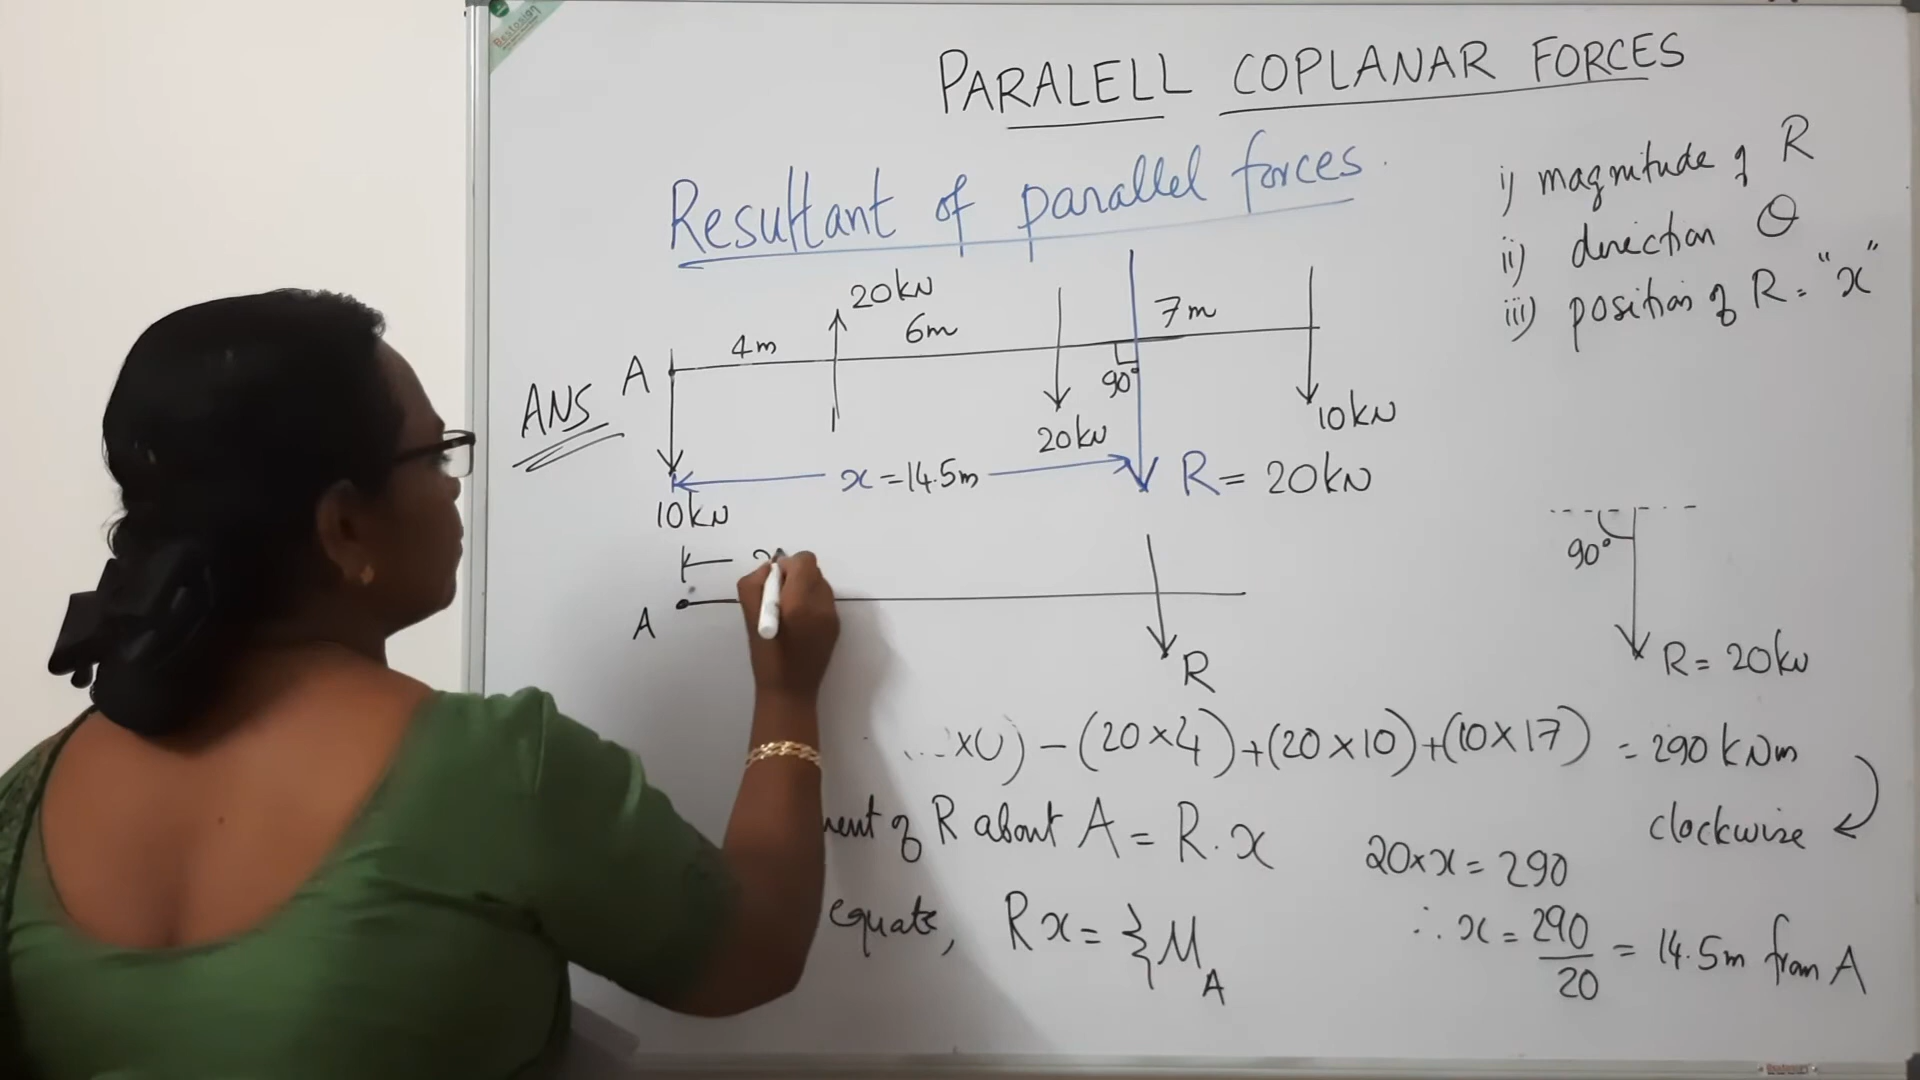 Bestosign
PARALELL COPLANAR FORCES
Resultant of parallel forces.
i) magnitude of R
ii) direction θ
iii) position of R = "x"
20kN
4m
6m
7m
A
ANS
90°
10kN
20kN
x = 14.5m
R = 20kN
10kN
A
R
90°
R = 20kN
x0) - (20×4) + (20×10) + (10×17) = 290 kNm
clockwise
of R about A = R.x
20×x = 290
equate, Rx = ΣM_A
∴ x = 290/20 = 14.5m from A